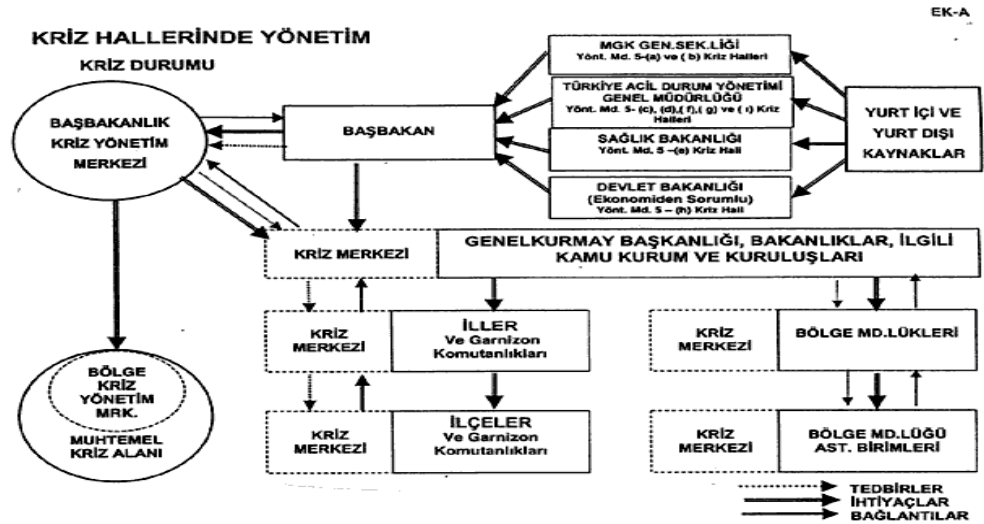 EK-A
KRİZ HALLERİNDE YÖNETİM
KRİZ DURUMU
BAŞBAKANLIK
KRİZ YÖNETİM
MERKEZİ
BAŞBAKAN
MGK GEN.SEK.LİĞİ
Yönt. Md. 5-(a) ve ( b) Kriz Halleri
TÜRKİYE ACİL DURUM YÖNETİMİ
GENEL MÜDÜRLÜĞÜ
Yönt. Md. 5- (c), (d),( f),( g) ve ( ı) Kriz
Halleri
SAĞLIK BAKANLIĞI
Yönt. Md. 5 –(e) Kriz Hali
DEVLET BAKANLIĞI
(Ekonomiden Sorumlu)
Yönt. Md. 5 – (h) Kriz Hali
YURT İÇİ VE
YURT DIŞI
KAYNAKLAR
KRİZ MERKEZİ
GENELKURMAY BAŞKANLIĞI, BAKANLIKLAR, İLGİLİ
KAMU KURUM VE KURULUŞLARI
KRİZ
MERKEZİ
İLLER
Ve Garnizon
Komutanlıkları
KRİZ
MERKEZİ
BÖLGE MD.LÜKLERİ
KRİZ
MERKEZİ
İLÇELER
Ve Garnizon
Komutanlıkları
KRİZ
MERKEZİ
BÖLGE MD.LÜĞÜ
AST. BİRİMLERİ
BÖLGE
KRİZ
YÖNETİM
MRK.
MUHTEMEL
KRİZ ALANI
TEDBİRLER
İHTİYAÇLAR
BAĞLANTILAR